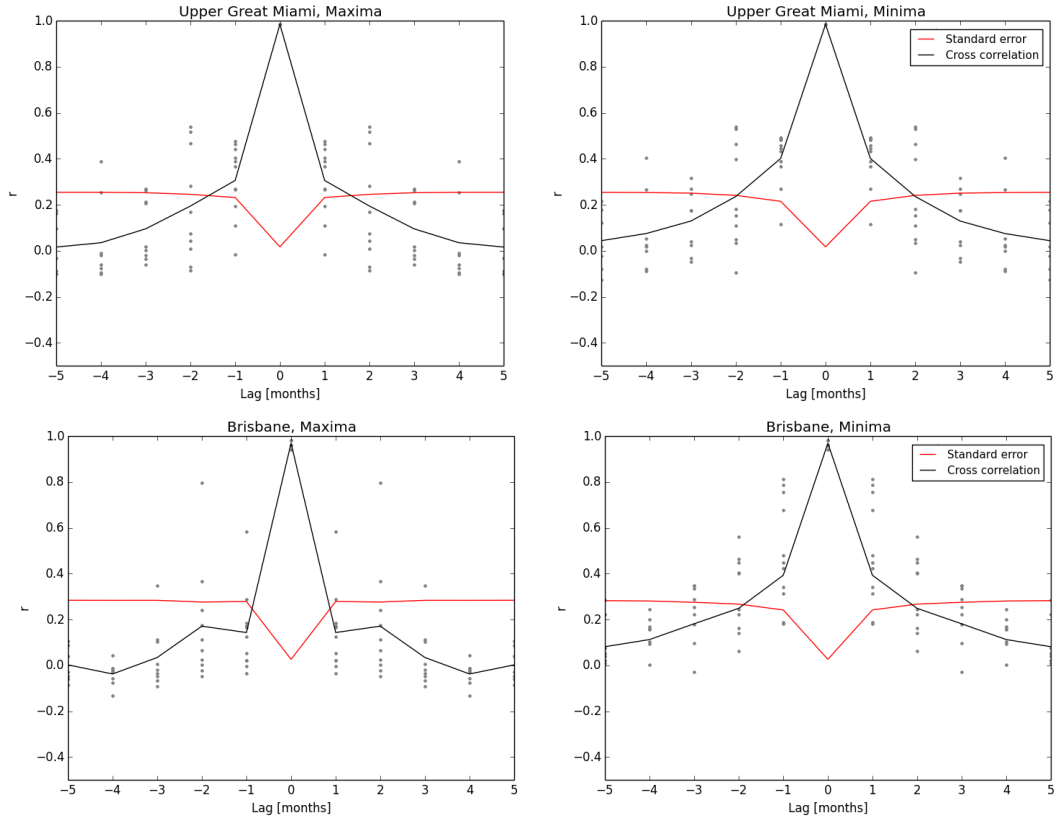 Upper Great Miami, Maxima
1.0
0.8
0.6
0.4
0.2
0.0
−0.2
−0.4
r
−5 −4 −3 −2 −1 0 1 2 3 4 5
Lag [months]
Upper Great Miami, Minima
Standard error
Cross correlation
1.0
0.8
0.6
0.4
0.2
0.0
−0.2
−0.4
r
−5 −4 −3 −2 −1 0 1 2 3 4 5
Lag [months]
Brisbane, Maxima
1.0
0.8
0.6
0.4
0.2
0.0
−0.2
−0.4
r
−5 −4 −3 −2 −1 0 1 2 3 4 5
Lag [months]
Brisbane, Minima
Standard error
Cross correlation
1.0
0.8
0.6
0.4
0.2
0.0
−0.2
−0.4
r
−5 −4 −3 −2 −1 0 1 2 3 4 5
Lag [months]